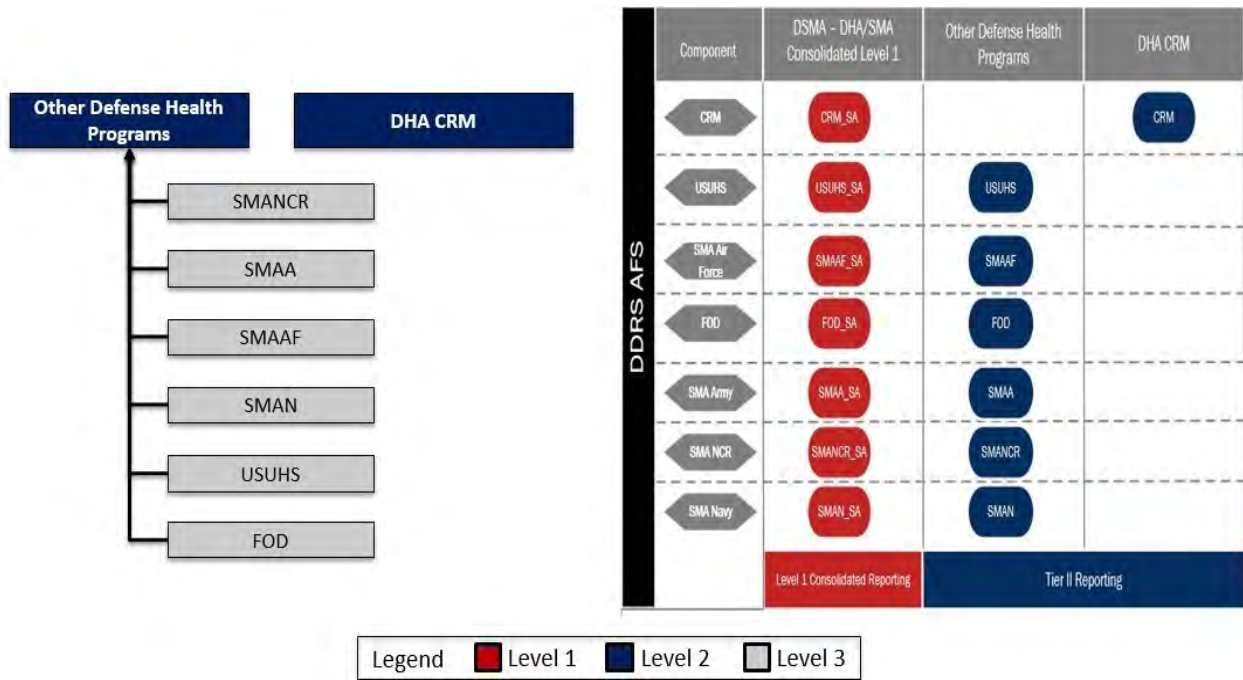 Other Defense Health
Programs
DHA CRM
SMANCR
SMAA
SMAAF
SMAN
USUHS
FOD
DDRS AFS
Component
DSMA – DHA/SMA
Consolidated Level 1
Other Defense Health
Programs
DHA CRM
CRM
CRM_SA
CRM
USUHS
USUHS_SA
USUHS
SMA Air
Force
SMAAF_SA
SMAAF
FOD
FOD_SA
FOD
SMA Army
SMAA_SA
SMAA
SMA NCR
SMANCR_SA
SMANCR
SMA Navy
SMAN_SA
SMAN
Level 1 Consolidated Reporting
Tier II Reporting
Legend
Level 1
Level 2
Level 3